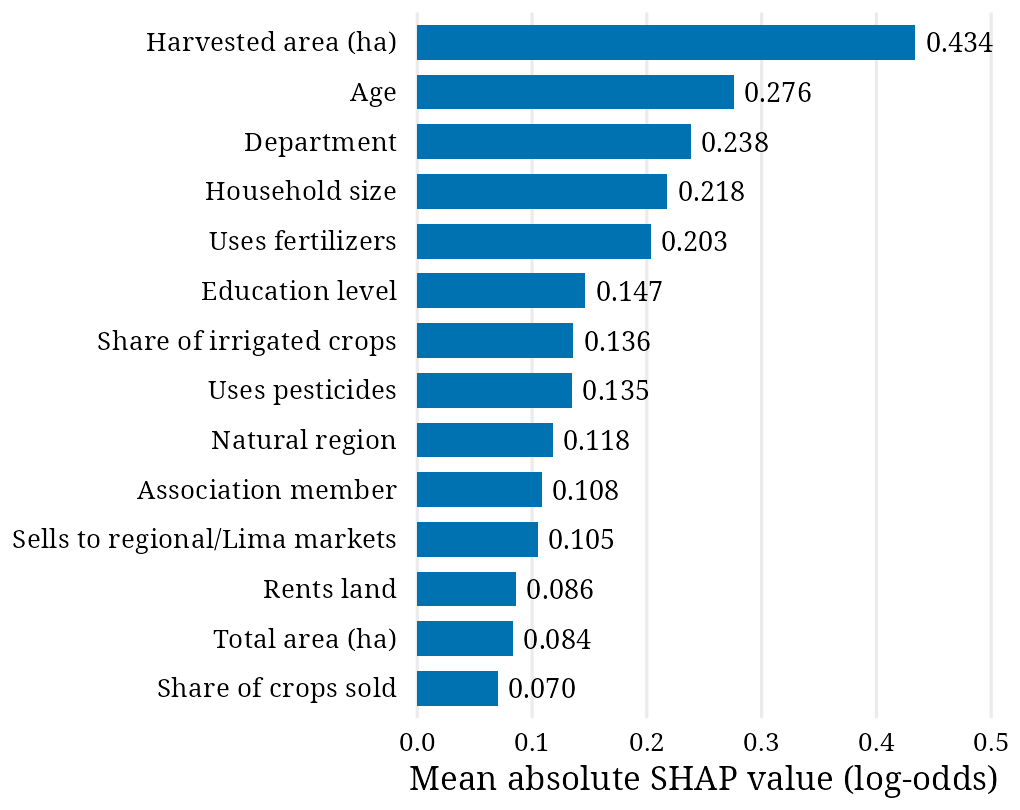 Harvested area (ha) 0.434
Age 0.276
Department 0.238
Household size 0.218
Uses fertilizers 0.203
Education level 0.147
Share of irrigated crops 0.136
Uses pesticides 0.135
Natural region 0.118
Association member 0.108
Sells to regional/Lima markets 0.105
Rents land 0.086
Total area (ha) 0.084
Share of crops sold 0.070
0.0 0.1 0.2 0.3 0.4 0.5
Mean absolute SHAP value (log-odds)